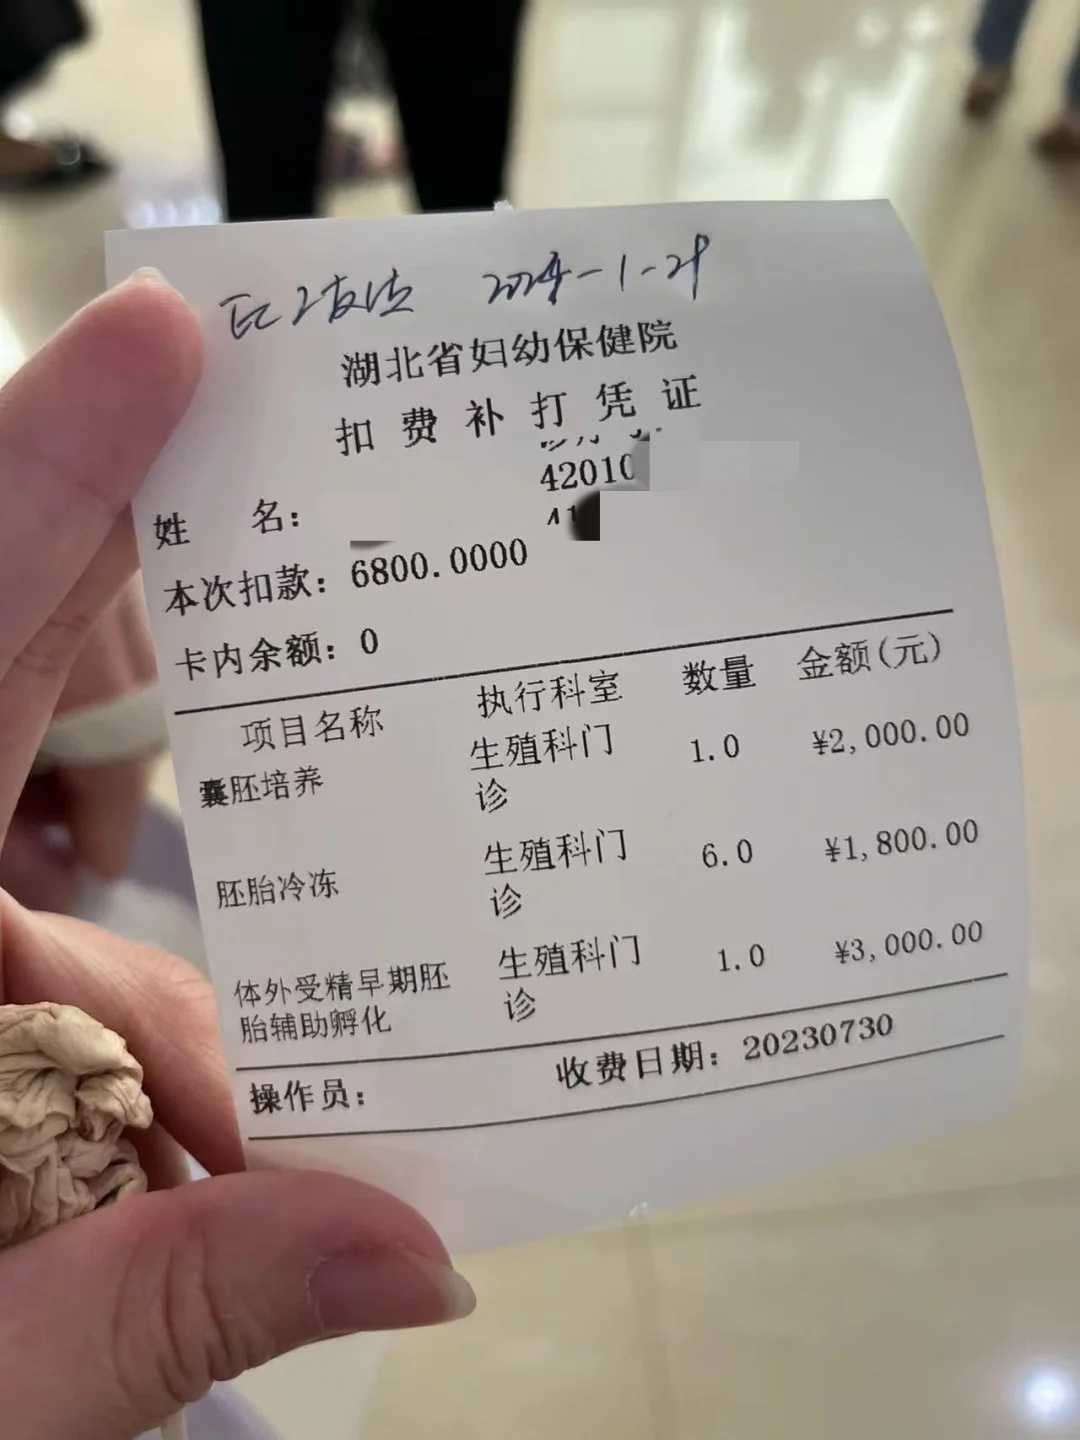 2024-1-29
湖北省妇幼保健院
扣费补打凭证
42010
姓 名：
本次扣款：6800.0000
卡内余额：0
项目名称 执行科室 数量 金额(元)
囊胚培养 生殖科门诊 1.0 ¥2,000.00
胚胎冷冻 生殖科门诊 6.0 ¥1,800.00
体外受精早期胚胎辅助孵化 生殖科门诊 1.0 ¥3,000.00
操作员： 收费日期：20230730